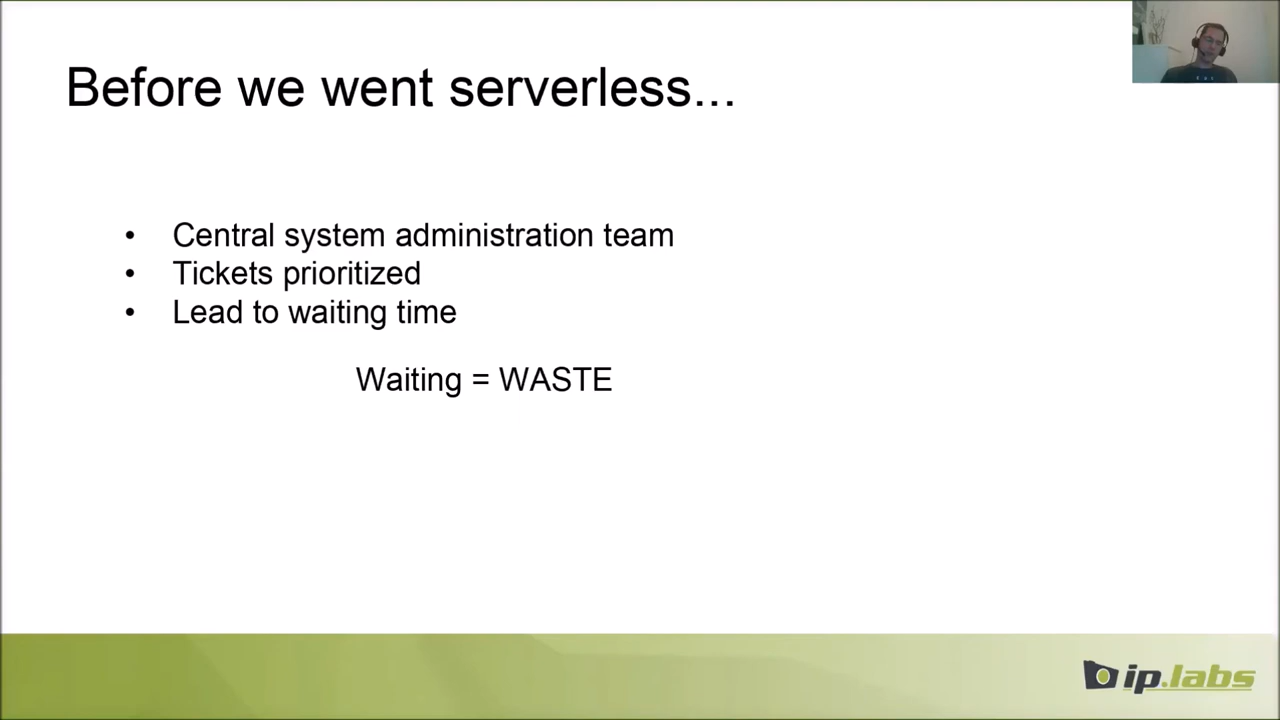 Before we went serverless...
• Central system administration team
• Tickets prioritized
• Lead to waiting time
Waiting = WASTE
ip.labs